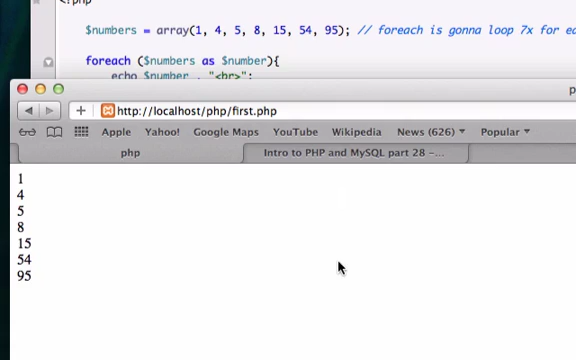 <?php
$numbers = array(1, 4, 5, 8, 15, 54, 95); // foreach is gonna loop 7x for
foreach ($numbers as $number){
echo $number . "<br>";
http://localhost/php/first.php
Apple Yahoo! Google Maps YouTube Wikipedia News (626) Popular
php Intro to PHP and MySQL part 28 –...
1
4
5
8
15
54
95